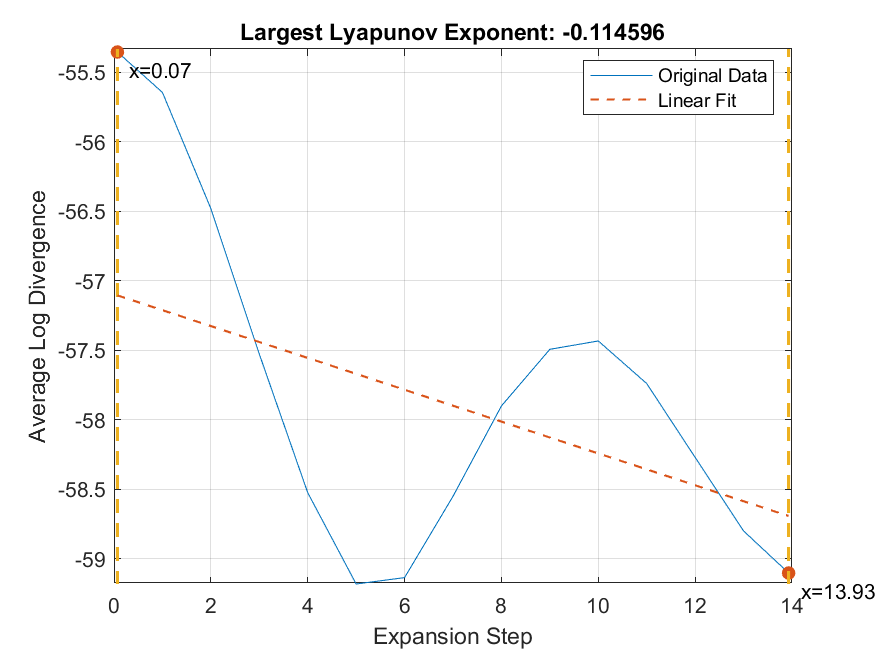 Largest Lyapunov Exponent: -0.114596
Original Data
Linear Fit
x=0.07
x=13.93
-55.5
-56
-56.5
-57
-57.5
-58
-58.5
-59
Average Log Divergence
0 2 4 6 8 10 12 14
Expansion Step